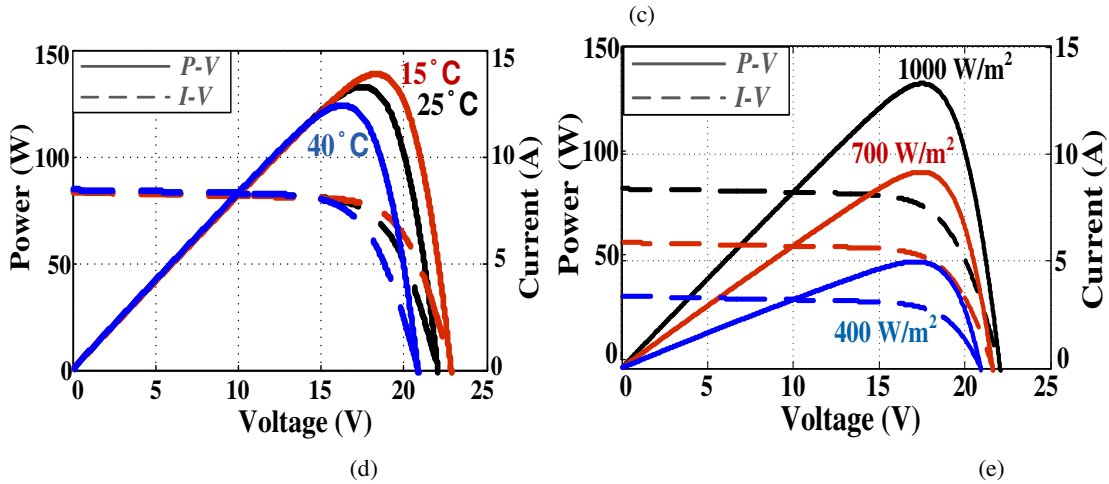 (c)
150
100
50
0
Power (W)
P-V
I-V
15°C
25°C
40°C
15
10
5
0
Current (A)
0 5 10 15 20 25
Voltage (V)
(d)
150
100
50
0
Power (W)
P-V
I-V
1000 W/m²
700 W/m²
400 W/m²
15
10
5
0
Current (A)
0 5 10 15 20 25
Voltage (V)
(e)